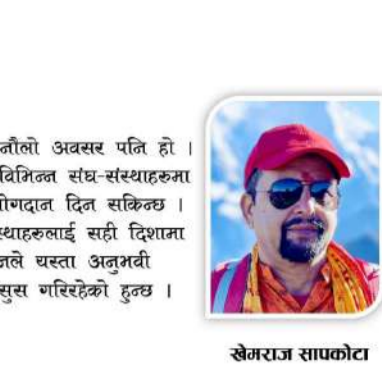 नौलो अवसर पनि हो ।
विभिन्न संघ-संस्थाहरुमा
योगदान दिन सकिन्छ ।
स्थाहरुलाई सही दिशामा
नले यस्ता अनुभवी
सुस गरिरहेको हुन्छ ।
खेमराज सापकोटा